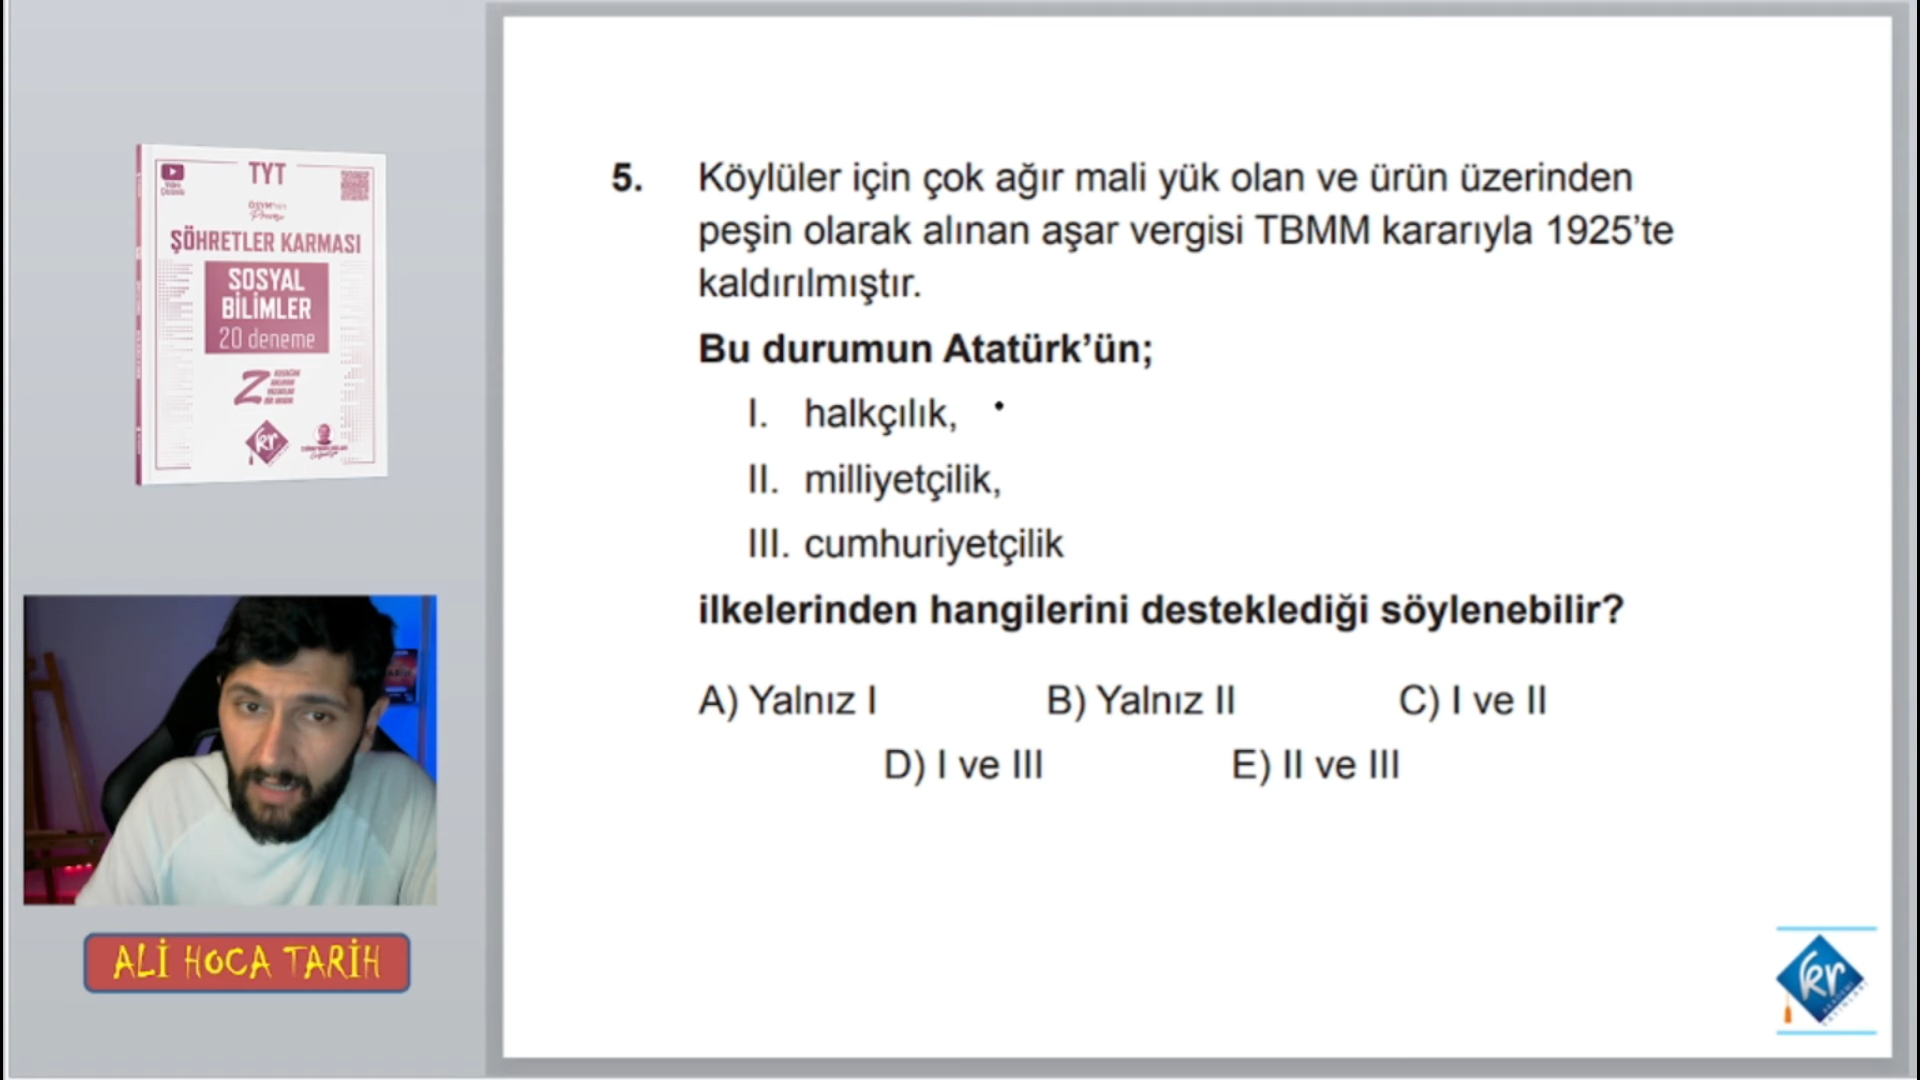 TYT
ŞÖHRETLER KARMASI
SOSYAL
BİLİMLER
20 deneme
5. Köylüler için çok ağır mali yük olan ve ürün üzerinden
peşin olarak alınan aşar vergisi TBMM kararıyla 1925’te
kaldırılmıştır.
Bu durumun Atatürk’ün;
I. halkçılık,
II. milliyetçilik,
III. cumhuriyetçilik
ilkelerinden hangilerini desteklediği söylenebilir?
A) Yalnız I B) Yalnız II C) I ve II
D) I ve III E) II ve III
ALİ HOCA TARİH
kr